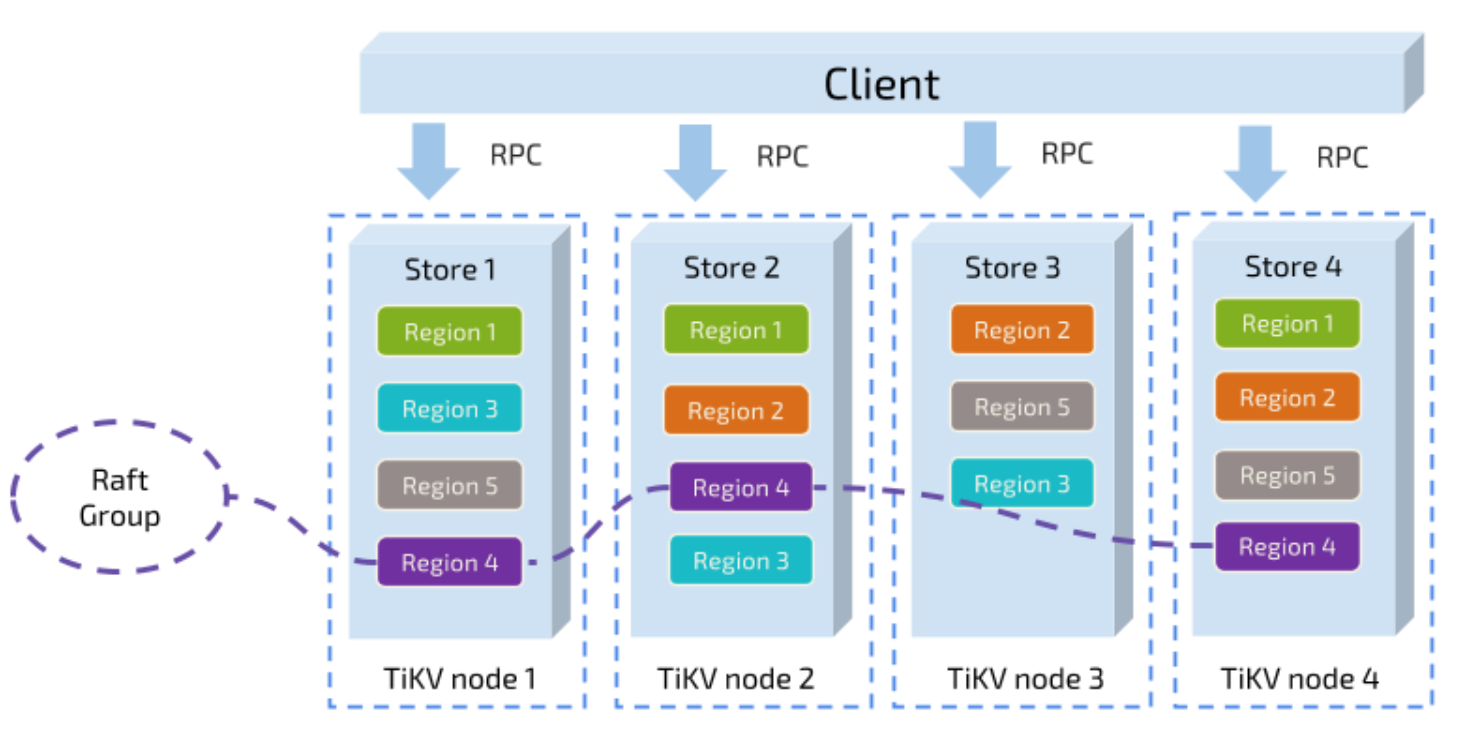 Client
RPC
RPC
RPC
RPC
Store 1
Region 1
Region 3
Region 5
Region 4
TiKV node 1
Store 2
Region 1
Region 2
Region 4
Region 3
TiKV node 2
Store 3
Region 2
Region 5
Region 3
TiKV node 3
Store 4
Region 1
Region 2
Region 5
Region 4
TiKV node 4
Raft
Group